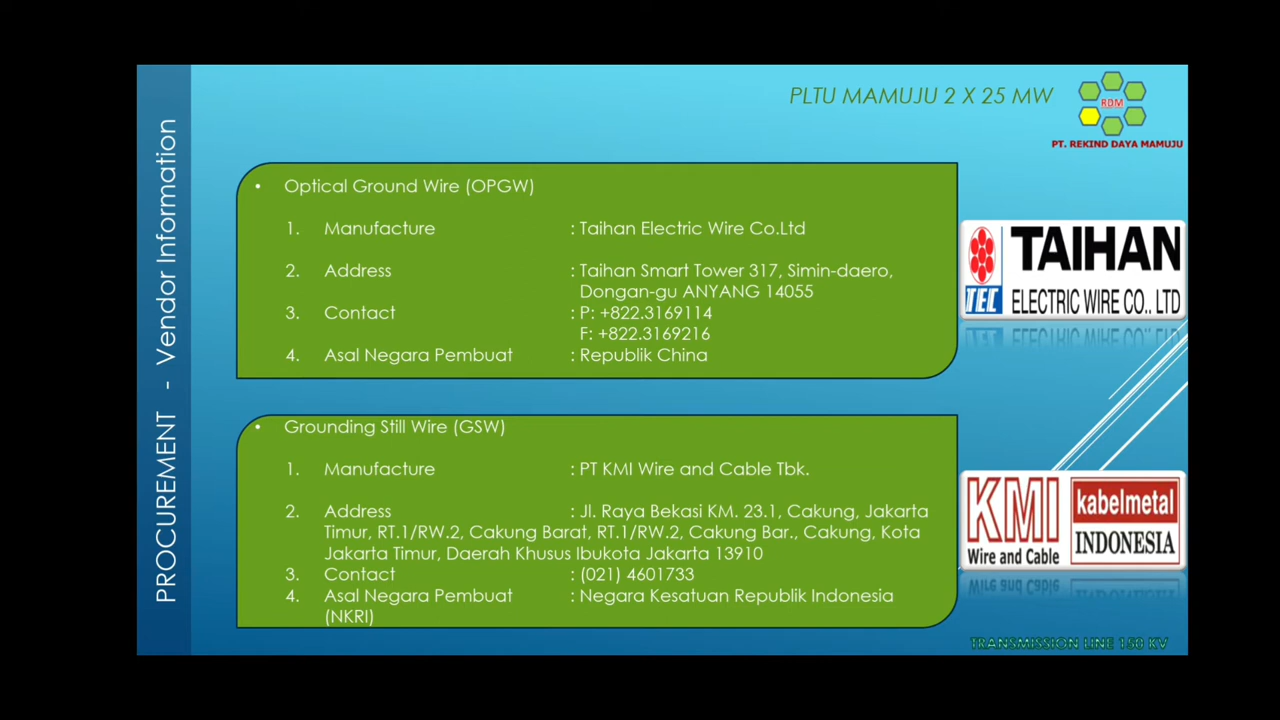 PLTU MAMUJU 2 X 25 MW
RDM
PT. REKIND DAYA MAMUJU
PROCUREMENT - Vendor Information
• Optical Ground Wire (OPGW)
1. Manufacture : Taihan Electric Wire Co.Ltd
2. Address : Taihan Smart Tower 317, Simin-daero,
Dongan-gu ANYANG 14055
3. Contact : P: +822.3169114
F: +822.3169216
4. Asal Negara Pembuat : Republik China
TAIHAN
TEC ELECTRIC WIRE CO., LTD
• Grounding Still Wire (GSW)
1. Manufacture : PT KMI Wire and Cable Tbk.
2. Address : Jl. Raya Bekasi KM. 23.1, Cakung, Jakarta
Timur, RT.1/RW.2, Cakung Barat, RT.1/RW.2, Cakung Bar., Cakung, Kota
Jakarta Timur, Daerah Khusus Ibukota Jakarta 13910
3. Contact : (021) 4601733
4. Asal Negara Pembuat : Negara Kesatuan Republik Indonesia
(NKRI)
KMI
Wire and Cable
kabelmetal
INDONESIA
TRANSMISSION LINE 150 KV